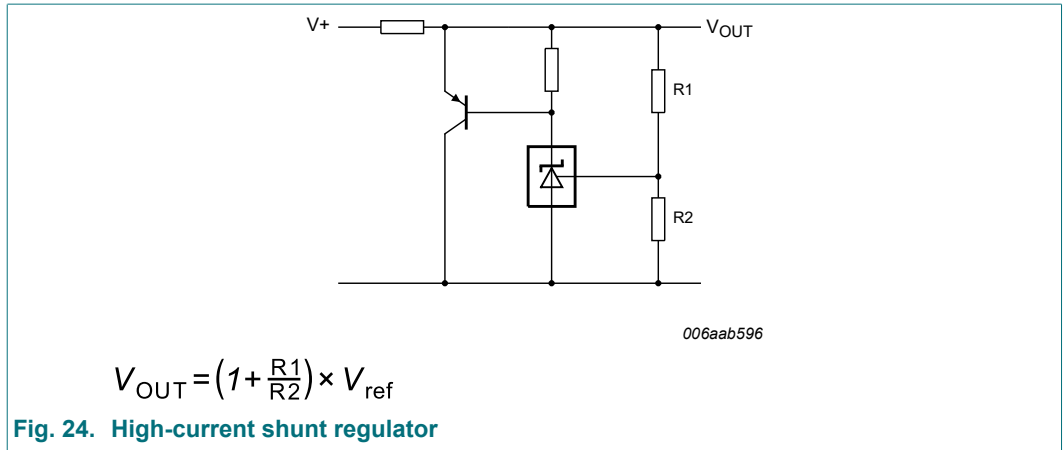 V+
VOUT
R1
R2
006aab596
VOUT = (1 + R1/R2) × Vref
Fig. 24. High-current shunt regulator